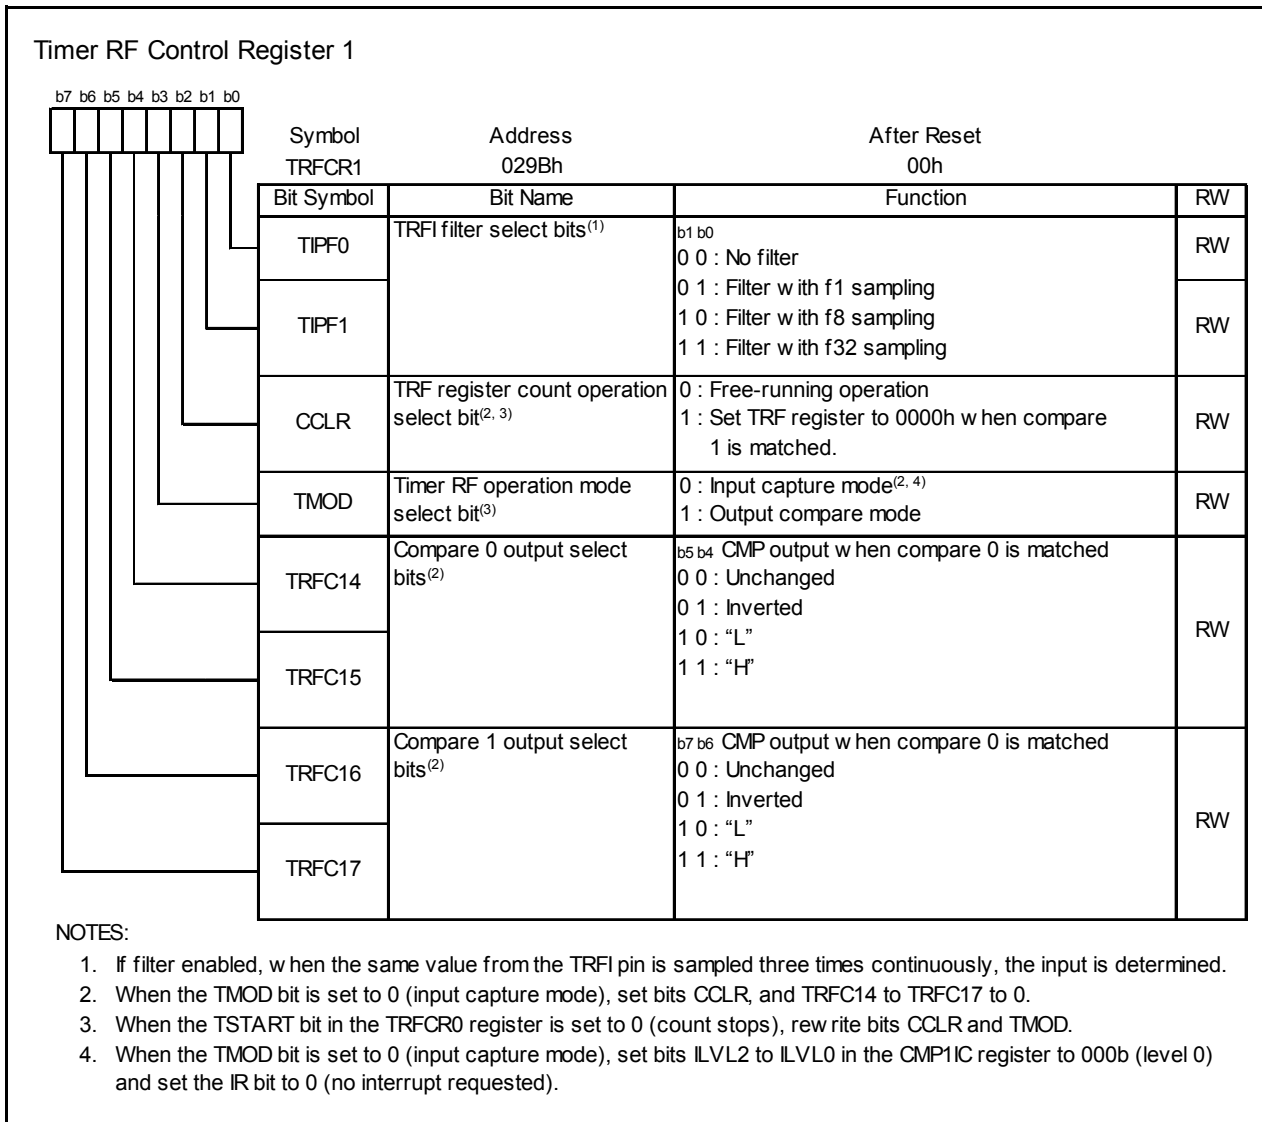 Timer RF Control Register 1
b7 b6 b5 b4 b3 b2 b1 b0
Symbol Address After Reset
TRFCR1 029Bh 00h
Bit Symbol Bit Name Function RW
TIPF0 TRFI filter select bits(1) b1 b0 RW
0 0 : No filter
0 1 : Filter with f1 sampling
TIPF1 1 0 : Filter with f8 sampling RW
1 1 : Filter with f32 sampling
CCLR TRF register count operation 0 : Free-running operation RW
select bit(2, 3) 1 : Set TRF register to 0000h when compare
1 is matched.
TMOD Timer RF operation mode 0 : Input capture mode(2, 4) RW
select bit(3) 1 : Output compare mode
TRFC14 Compare 0 output select b5 b4 CMP output when compare 0 is matched RW
bits(2) 0 0 : Unchanged
0 1 : Inverted
1 0 : “L”
TRFC15 1 1 : “H”
TRFC16 Compare 1 output select b7 b6 CMP output when compare 0 is matched RW
bits(2) 0 0 : Unchanged
0 1 : Inverted
1 0 : “L”
TRFC17 1 1 : “H”
NOTES:
1. If filter enabled, when the same value from the TRFI pin is sampled three times continuously, the input is determined.
2. When the TMOD bit is set to 0 (input capture mode), set bits CCLR, and TRFC14 to TRFC17 to 0.
3. When the TSTART bit in the TRFCR0 register is set to 0 (count stops), rewrite bits CCLR and TMOD.
4. When the TMOD bit is set to 0 (input capture mode), set bits ILVL2 to ILVL0 in the CMP1IC register to 000b (level 0)
and set the IR bit to 0 (no interrupt requested).